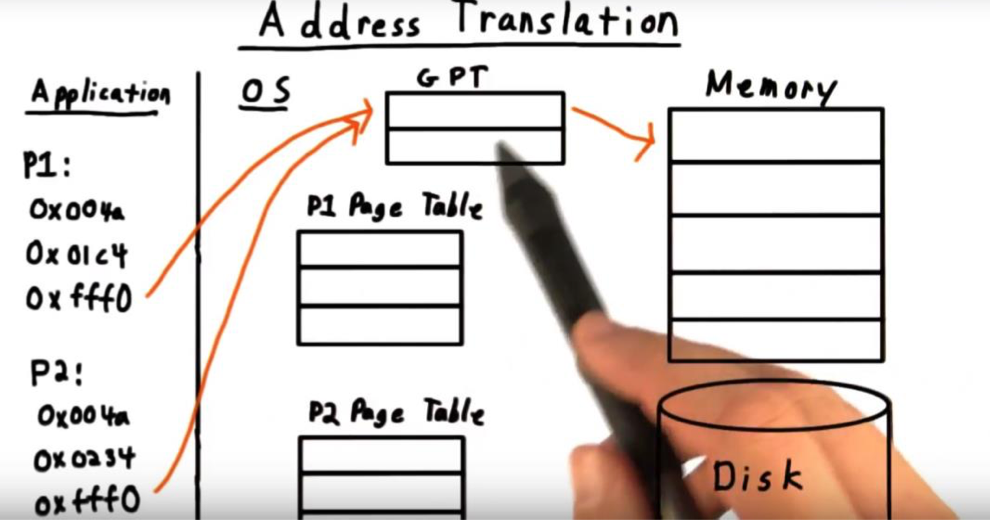 Address Translation
Application
OS
GPT
Memory
P1:
0x004a
0x01c4
0xfff0
P1 Page Table
P2:
0x004a
0x0234
0xfff0
P2 Page Table
Disk